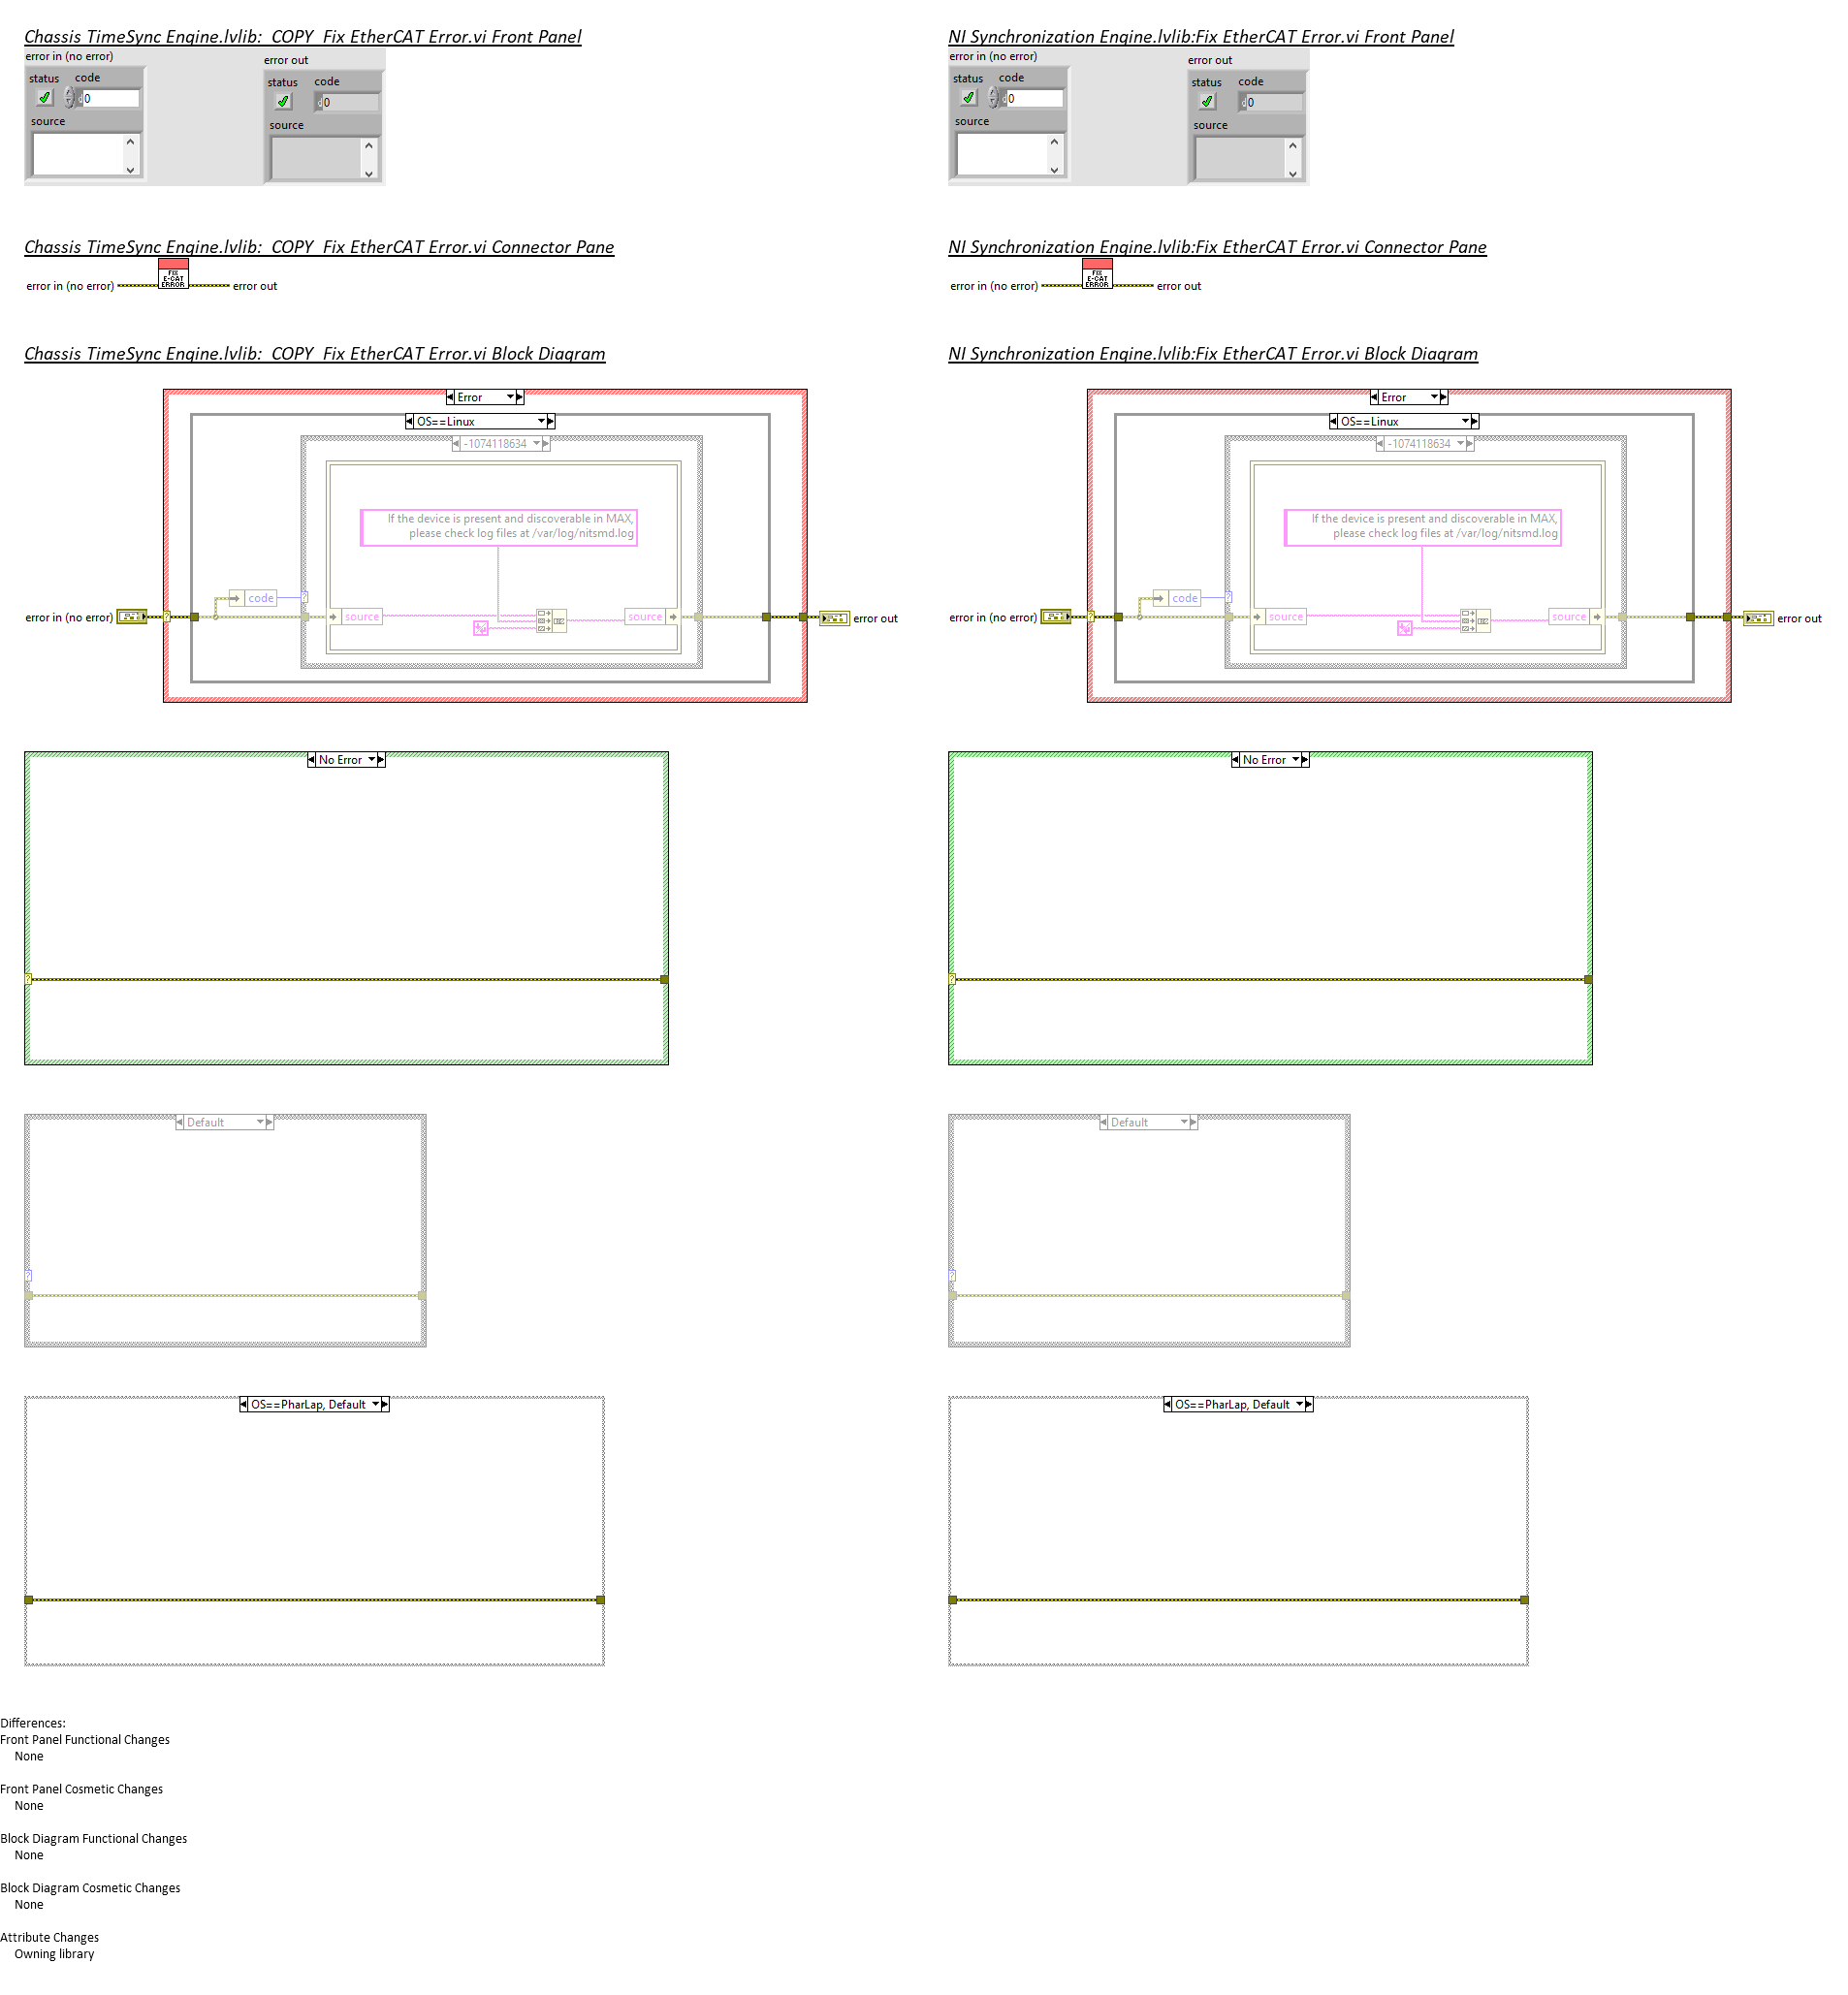 Chassis TimeSync Engine.lvlib:_COPY_Fix EtherCAT Error.vi Front Panel
error in (no error)
status code
0
source
error out
status code
0
source
NI Synchronization Engine.lvlib:Fix EtherCAT Error.vi Front Panel
error in (no error)
status code
0
source
error out
status code
0
source
Chassis TimeSync Engine.lvlib:_COPY_Fix EtherCAT Error.vi Connector Pane
error in (no error)
FIX
E-CAT
ERROR
error out
NI Synchronization Engine.lvlib:Fix EtherCAT Error.vi Connector Pane
error in (no error)
FIX
E-CAT
ERROR
error out
Chassis TimeSync Engine.lvlib:_COPY_Fix EtherCAT Error.vi Block Diagram
Error
OS==Linux
-1074118634
If the device is present and discoverable in MAX,
please check log files at /var/log/nitsmd.log
code
error in (no error)
source
source
error out
NI Synchronization Engine.lvlib:Fix EtherCAT Error.vi Block Diagram
Error
OS==Linux
-1074118634
If the device is present and discoverable in MAX,
please check log files at /var/log/nitsmd.log
code
error in (no error)
source
source
error out
No Error
No Error
Default
Default
OS==PharLap, Default
OS==PharLap, Default
Differences:
Front Panel Functional Changes
None
Front Panel Cosmetic Changes
None
Block Diagram Functional Changes
None
Block Diagram Cosmetic Changes
None
Attribute Changes
Owning library